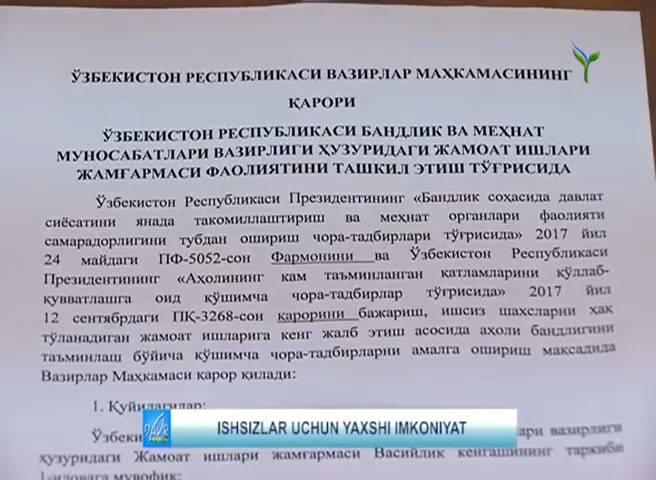 ЎЗБЕКИСТОН РЕСПУБЛИКАСИ ВАЗИРЛАР МАҲКАМАСИНИНГ
ҚАРОРИ
ЎЗБЕКИСТОН РЕСПУБЛИКАСИ БАНДЛИК ВА МЕҲНАТ
МУНОСАБАТЛАРИ ВАЗИРЛИГИ ҲУЗУРИДАГИ ЖАМОАТ ИШЛАРИ
ЖАМҒАРМАСИ ФАОЛИЯТИНИ ТАШКИЛ ЭТИШ ТЎҒРИСИДА
Ўзбекистон Республикаси Президентининг «Бандлик соҳасида давлат
сиёсатини янада такомиллаштириш ва меҳнат органлари фаолияти
самарадорлигини тубдан ошириш чора-тадбирлари тўғрисида» 2017 йил
24 майдаги ПФ-5052-сон Фармонини ва Ўзбекистон Республикаси
Президентининг «Аҳолининг кам таъминланган қатламларини қўллаб-
қувватлашга оид қўшимча чора-тадбирлар тўғрисида» 2017 йил
12 сентябрдаги ПҚ-3268-сон қарорини бажариш, ишсиз шахсларни ҳақ
тўланадиган жамоат ишларига кенг жалб этиш асосида аҳоли бандлигини
таъминлаш бўйича қўшимча чора-тадбирларни амалга ошириш мақсадида
Вазирлар Маҳкамаси қарор қилади:
1. Қуйидагилар:
ISHSIZLAR UCHUN YAXSHI IMKONIYAT
вазирлиги
ҳузуридаги Жамоат ишлари жамғармаси Васийлик кенгашининг таркиби
1-иловага мувофиқ;